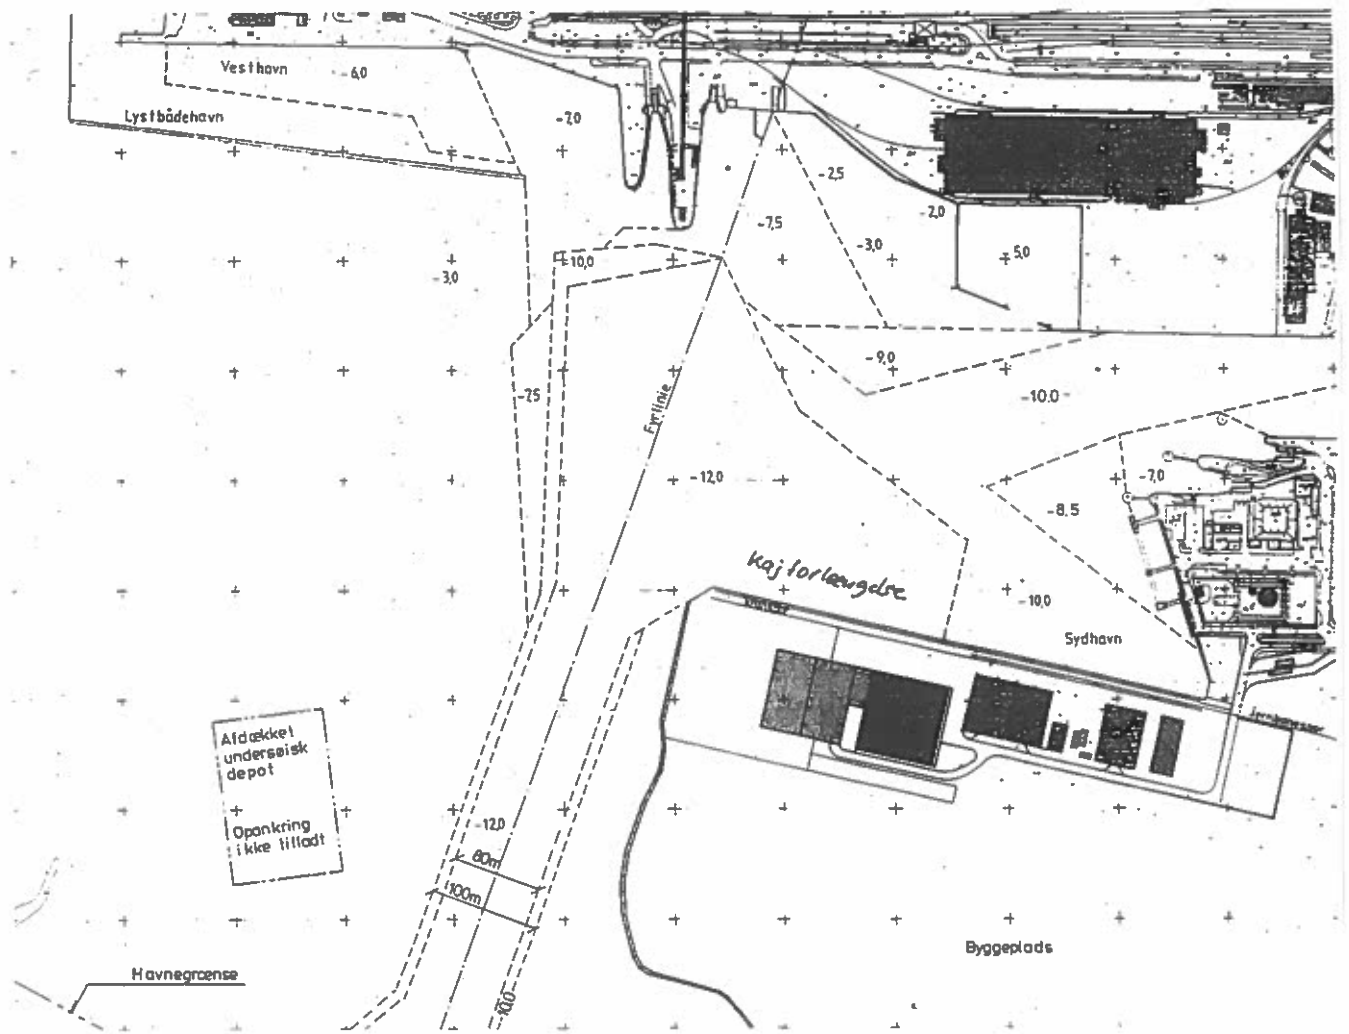 Vesthavn
-6,0
Lystbådehavn
-7,0
-2,5
-2,0
-7,5
-3,0
-5,0
-10,0
-3,0
-9,0
-7,5
-10.0
Fyrlinie
-12,0
-7,0
-8,5
Kajforlængelse
-10,0
Sydhavn
Afdækket
undersøisk
depot
Opankring
ikke tilladt
-12,0
80m
100m
Byggeplads
Havnegrænse
10,0